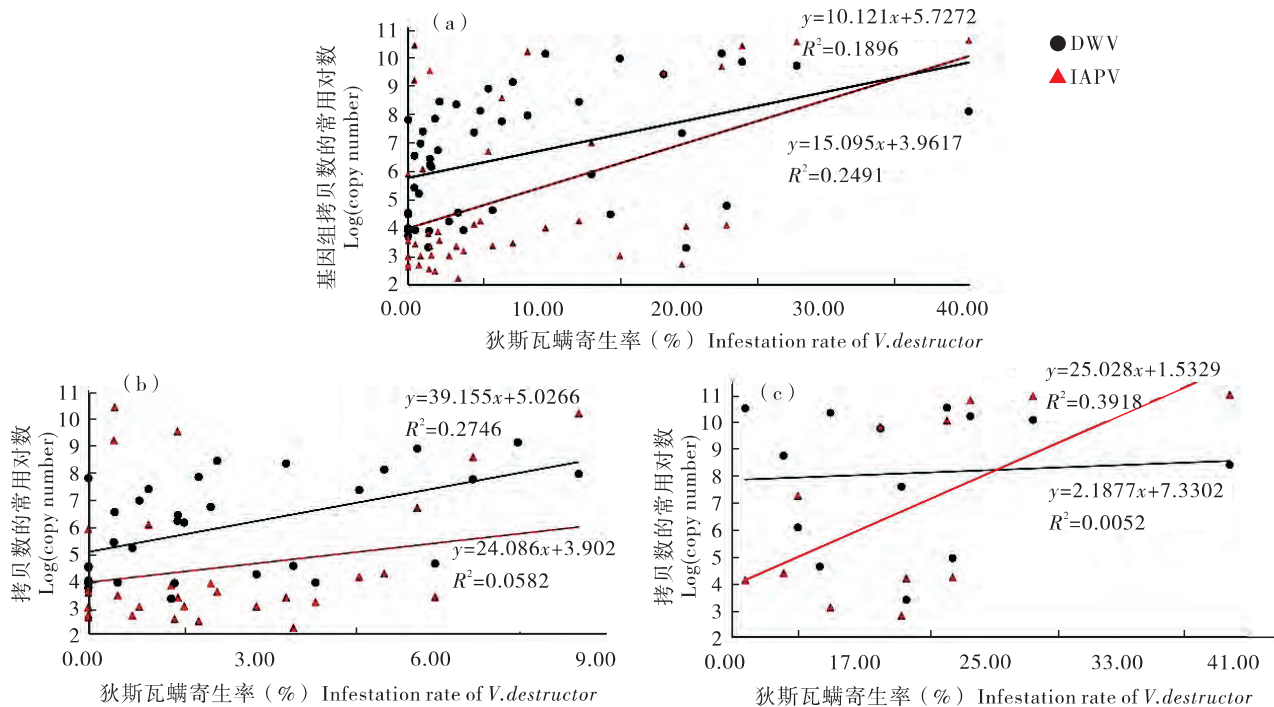 (a)
y=10.121x+5.7272
R²=0.1896
DWV
IAPV
y=15.095x+3.9617
R²=0.2491
基因组拷贝数的常用对数
Log(copy number)
11
10
9
8
7
6
5
4
3
2
0.00 10.00 20.00 30.00 40.00
狄斯瓦螨寄生率(%) Infestation rate of V.destructor
(b)
y=39.155x+5.0266
R²=0.2746
y=24.086x+3.902
R²=0.0582
拷贝数的常用对数
Log(copy number)
11
10
9
8
7
6
5
4
3
2
0.00 3.00 6.00 9.00
狄斯瓦螨寄生率(%) Infestation rate of V.destructor
(c)
y=25.028x+1.5329
R²=0.3918
y=2.1877x+7.3302
R²=0.0052
拷贝数的常用对数
Log(copy number)
11
10
9
8
7
6
5
4
3
2
0.00 17.00 25.00 33.00 41.00
狄斯瓦螨寄生率(%) Infestation rate of V.destructor